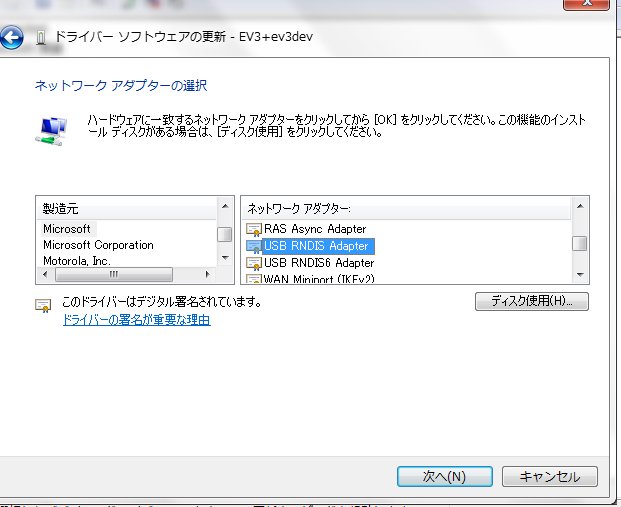 ドライバー ソフトウェアの更新 - EV3+ev3dev
ネットワーク アダプターの選択
ハードウェアに一致するネットワーク アダプターをクリックしてから [OK] をクリックしてください。この機能のインスト
ール ディスクがある場合は、[ディスク使用] をクリックしてください。
製造元
Microsoft
Microsoft Corporation
Motorola, Inc.
ネットワーク アダプター:
RAS Async Adapter
USB RNDIS Adapter
USB RNDIS6 Adapter
WAN Miniport (IKEv2)
このドライバーはデジタル署名されています。
ドライバーの署名が重要な理由
ディスク使用(H)...
次へ(N)
キャンセル